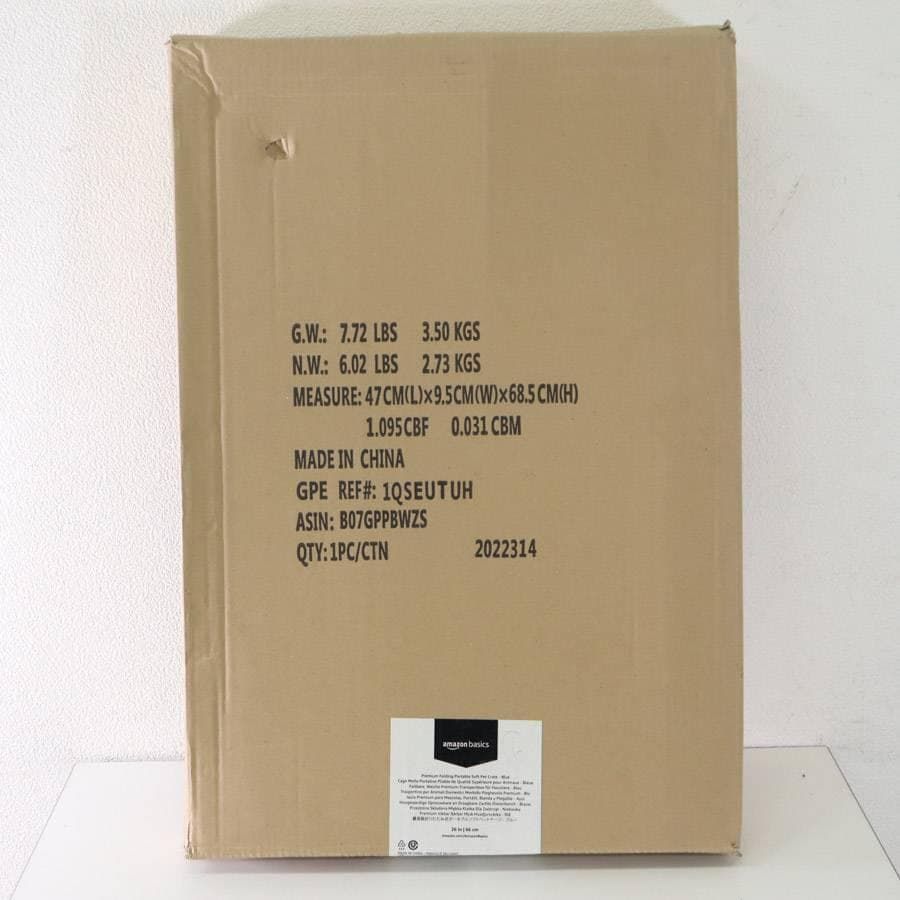 G.W.: 7.72 LBS 3.50 KGS
N.W.: 6.02 LBS 2.73 KGS
MEASURE: 47CM(L)×9.5CM(W)×68.5CM(H)
1.095CBF 0.031CBM
MADE IN CHINA
GPE REF#: 1QSEUTUH
ASIN: B07GPPBWZS
QTY:1PC/CTN 2022314
amazon basics
Premium Folding Portable Soft Pet Crate - Blue
26 in | 66 cm